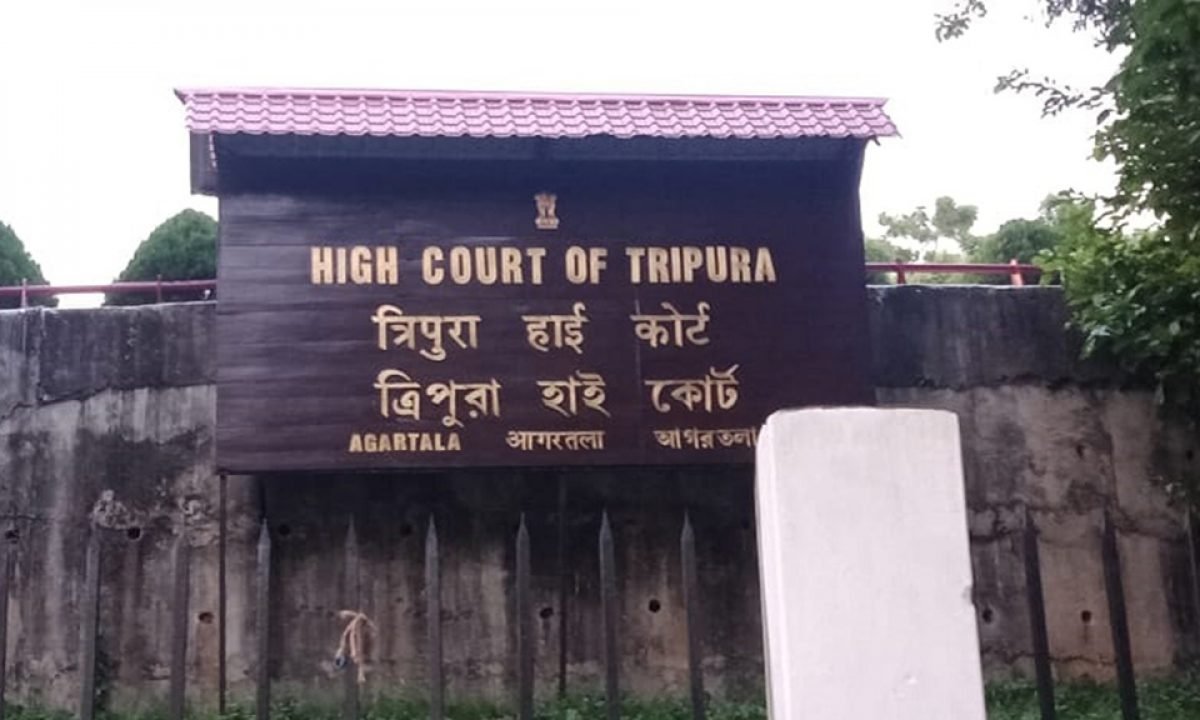 HIGH COURT OF TRIPURA
त्रिपुरा हाई कोर्ट
ত্রিপুরা হাই কোর্ট
AGARTALA आगरतला আগরতলা